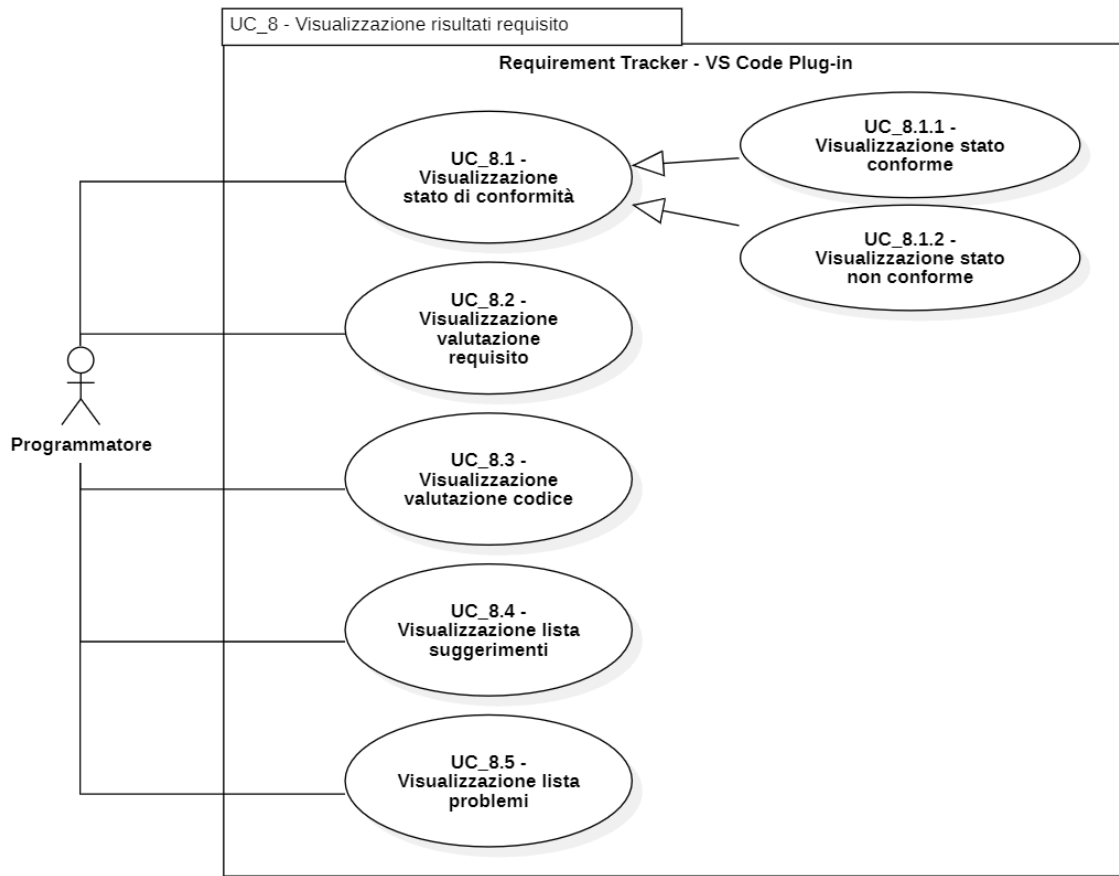 UC_8 - Visualizzazione risultati requisito
Requirement Tracker - VS Code Plug-in
UC_8.1 -
Visualizzazione
stato di conformità
UC_8.1.1 -
Visualizzazione stato
conforme
UC_8.1.2 -
Visualizzazione stato
non conforme
UC_8.2 -
Visualizzazione
valutazione
requisito
Programmatore
UC_8.3 -
Visualizzazione
valutazione codice
UC_8.4 -
Visualizzazione lista
suggerimenti
UC_8.5 -
Visualizzazione lista
problemi